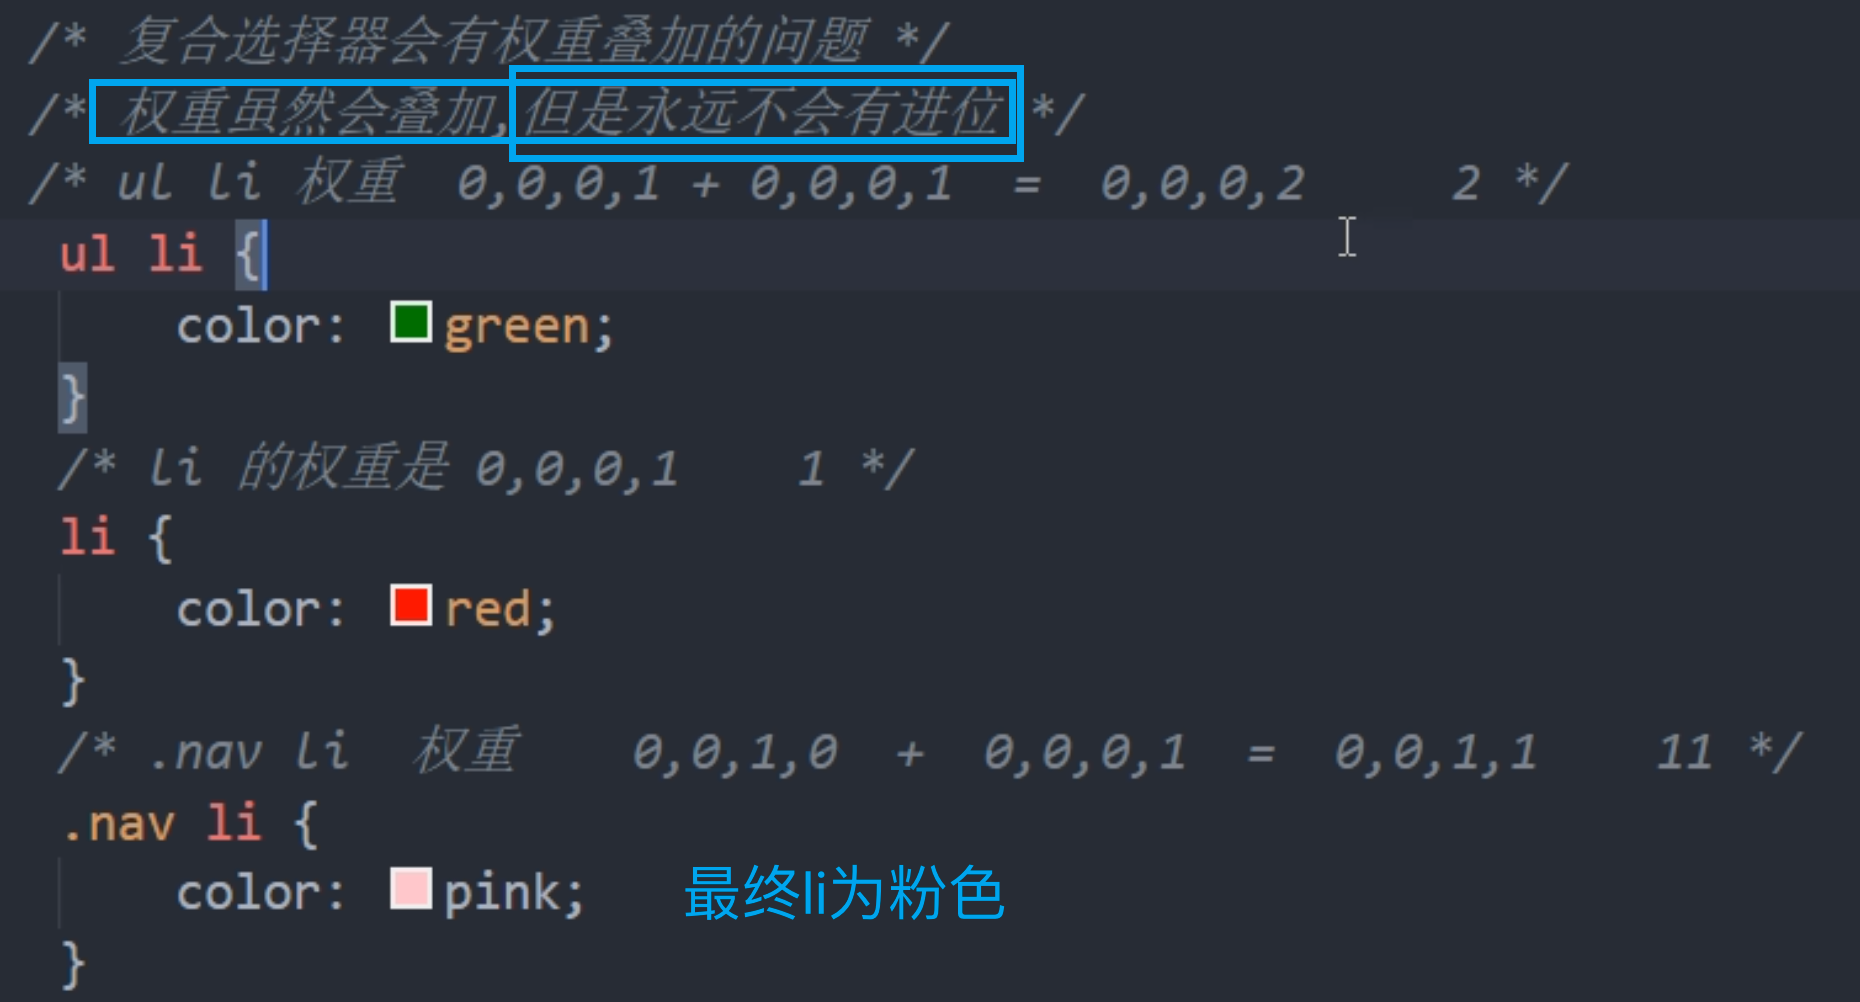 /* 复合选择器会有权重叠加的问题 */
/* 权重虽然会叠加,但是永远不会有进位 */
/* ul li 权重 0,0,0,1 + 0,0,0,1 = 0,0,0,2 2 */
ul li {
color: green;
}
/* li 的权重是 0,0,0,1 1 */
li {
color: red;
}
/* .nav li 权重 0,0,1,0 + 0,0,0,1 = 0,0,1,1 11 */
.nav li {
color: pink; 最终li为粉色
}